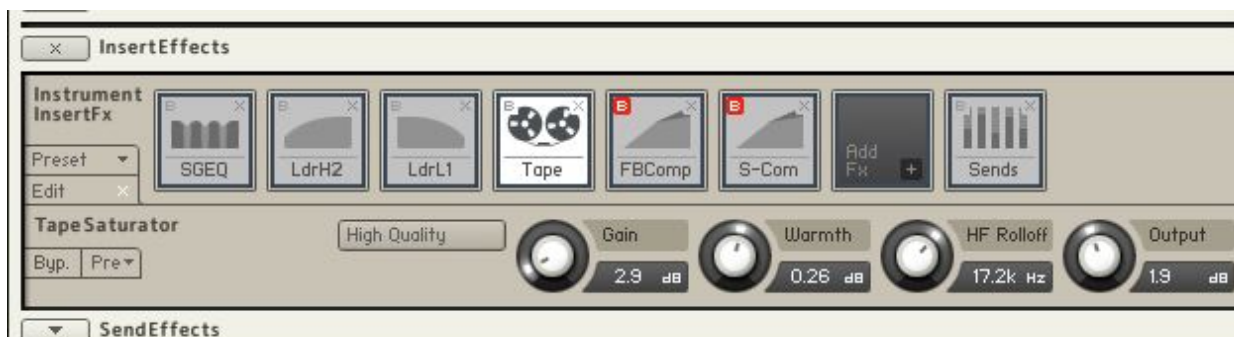 InsertEffects
Instrument
InsertFx
B X B X B X B X B X B X B X
SGEQ LdrH2 LdrL1 Tape FBComp S-Com Add Fx + Sends
Preset
Edit X
TapeSaturator
High Quality Gain Warmth HF Rolloff Output
Byp. Pre 2.9 dB 0.26 dB 17.2k Hz 1.9 dB
SendEffects